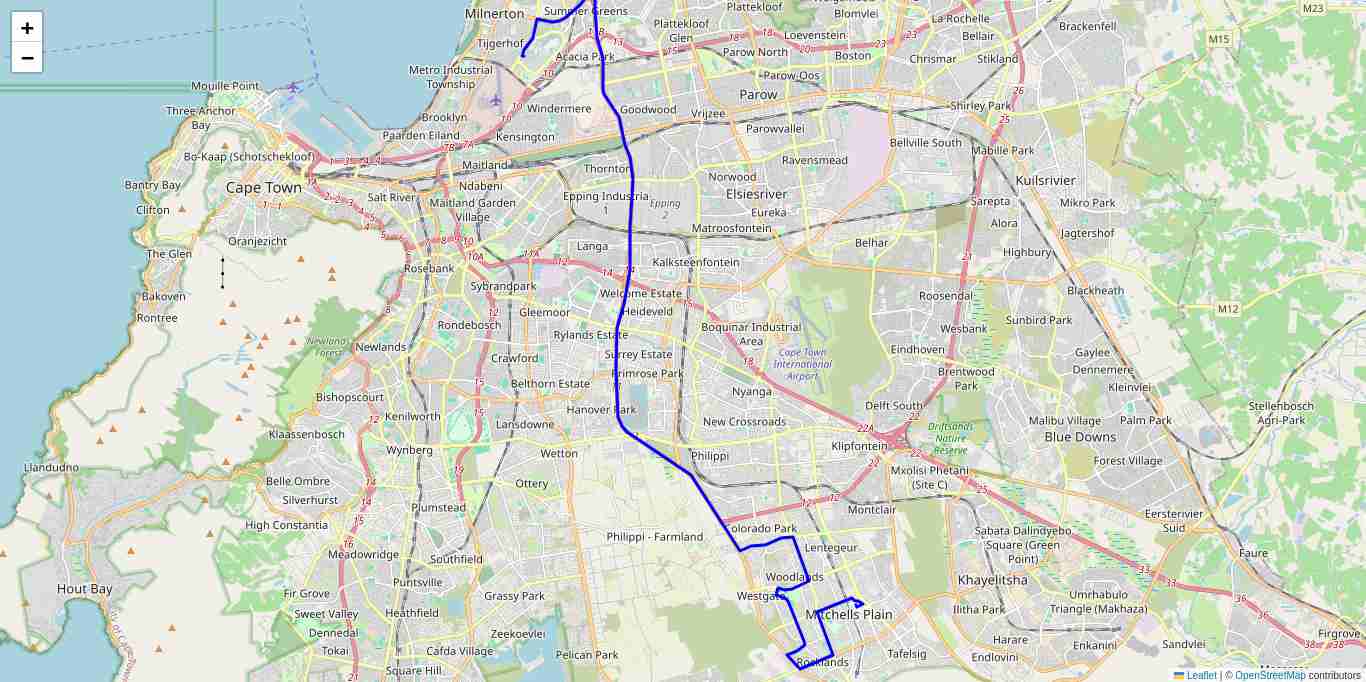 +
−
Milnerton
Summer Greens
Tijgerhof
Acacia Park
Metro Industrial
Township
Mouille Point
Three Anchor
Bay
Brooklyn
Paarden Eiland
Windermere
Kensington
Goodwood
Plattekloof
Glen
Plattekloof
Blomvlei
La Rochelle
Loevenstein
Bellair
Brackenfell
M23
M15
Parow North
Boston
Chrismar
Stikland
Parow-Oos
Parow
Vrijzee
Parowvallei
Shirley Park
Bellville South
Mabille Park
Bo-Kaap (Schotschekloof)
Cape Town
Bantry Bay
Clifton
The Glen
Oranjezicht
Bakoven
Rontree
Maitland
Ndabeni
Salt River
Maitland Garden
Village
Thornton
Epping Industria
1
Epping
2
Norwood
Elsiesriver
Eureka
Matroosfontein
Ravensmead
Kuilsrivier
Sarepta
Mikro Park
Alora
Jagtershof
Highbury
Belhar
Langa
Kalksteenfontein
Rosebank
Sybrandpark
Welcome Estate
Heideveld
Gleemoor
Rylands Estate
Rondebosch
Newlands
Newlands
Forest
Crawford
Surrey Estate
Primrose Park
Belthorn Estate
Boquinar Industrial
Area
Cape Town
International
Airport
Nyanga
New Crossroads
Roosendal
Blackheath
M12
Wesbank
Sunbird Park
Eindhoven
Gaylee
Dennemere
Brentwood
Park
Kleinvlei
Delft South
Malibu Village
Palm Park
Blue Downs
Driftsands
Nature
Reserve
Forest Village
Stellenbosch
Agri-Park
Bishopscourt
Kenilworth
Klaassenbosch
Wynberg
Lansdowne
Hanover Park
Wetton
Philippi
Klipfontein
Mxolisi Phetani
(Site C)
Llandudno
Belle Ombre
Silverhurst
High Constantia
Ottery
Plumstead
Meadowridge
Southfield
Philippi - Farmland
Colorado Park
Montclair
Lentegeur
Eersterivier
Suid
Sabata Dalindyebo
Square (Green
Point)
Faure
Khayelitsha
Hout Bay
Puntsville
Fir Grove
Grassy Park
Heathfield
Sweet Valley
Dennedal
Tokai
Zeekoevlei
Cafda Village
Square Hill
Pelican Park
Woodlands
Westgate
Mitchells Plain
Rocklands
Tafelsig
Umrhabulo
Triangle (Makhaza)
Ilitha Park
Harare
Endlovini
Enkanini
Sandvlei
Firgrove
Leaflet | © OpenStreetMap contributors